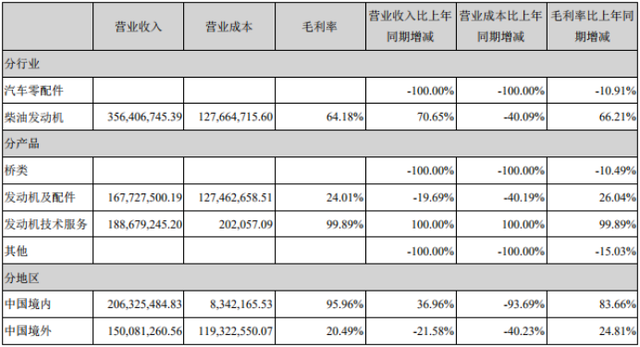 营业收入 营业成本 毛利率 营业收入比上年同期增减 营业成本比上年同期增减 毛利率比上年同期增减
分行业
汽车零配件 -100.00% -100.00% -10.91%
柴油发动机 356,406,745.39 127,664,715.60 64.18% 70.65% -40.09% 66.21%
分产品
桥类 -100.00% -100.00% -10.49%
发动机及配件 167,727,500.19 127,462,658.51 24.01% -19.69% -40.19% 26.04%
发动机技术服务 188,679,245.20 202,057.09 99.89% 100.00% 100.00% 99.89%
其他 -100.00% -100.00% -15.03%
分地区
中国境内 206,325,484.83 8,342,165.53 95.96% 36.96% -93.69% 83.66%
中国境外 150,081,260.56 119,322,550.07 20.49% -21.58% -40.23% 24.81%